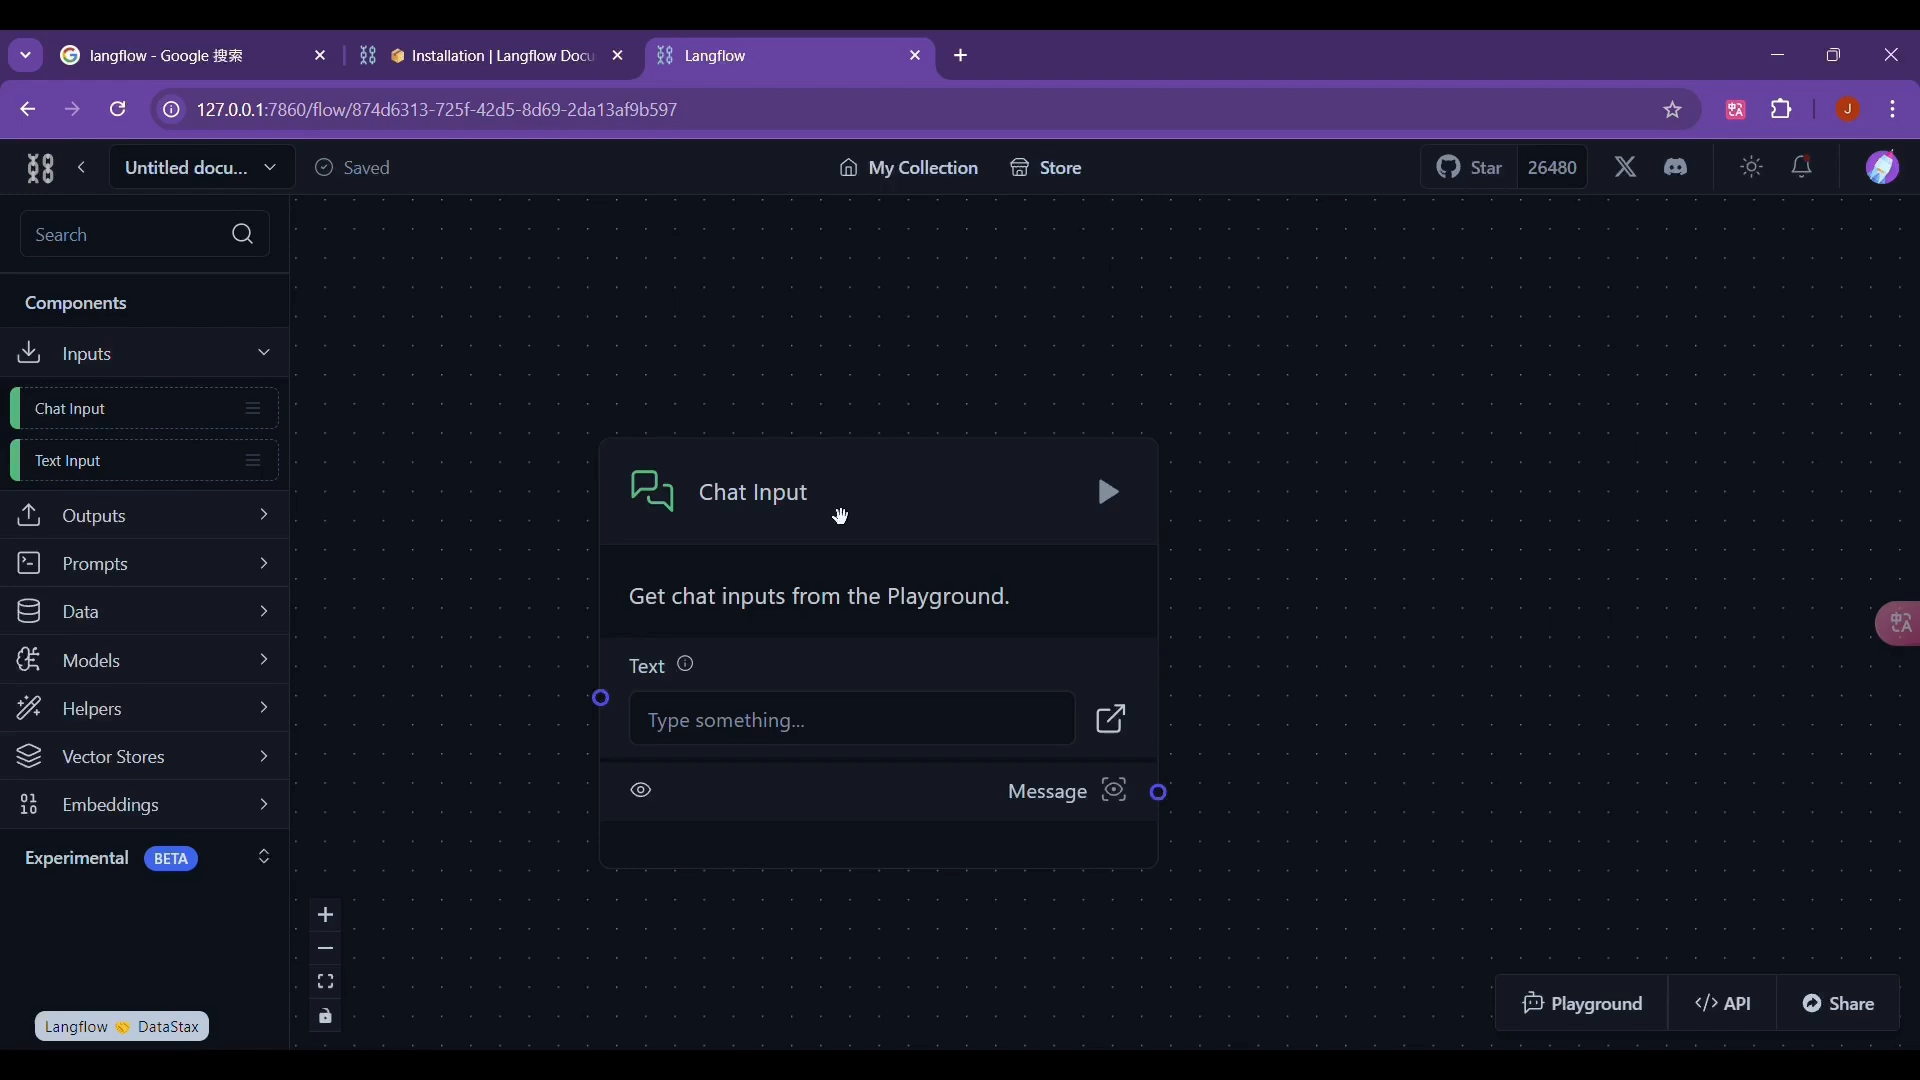 langflow - Google 搜索
Installation | Langflow Docu
Langflow
127.0.0.1:7860/flow/874d6313-725f-42d5-8d69-2da13af9b597
J
Untitled docu...
Saved
My Collection
Store
Star
26480
Search
Components
Inputs
Chat Input
Text Input
Outputs
Prompts
Data
Models
Helpers
Vector Stores
Embeddings
Experimental BETA
Langflow 🤝 DataStax
Chat Input
Get chat inputs from the Playground.
Text
Type something...
Message
Playground
</> API
Share